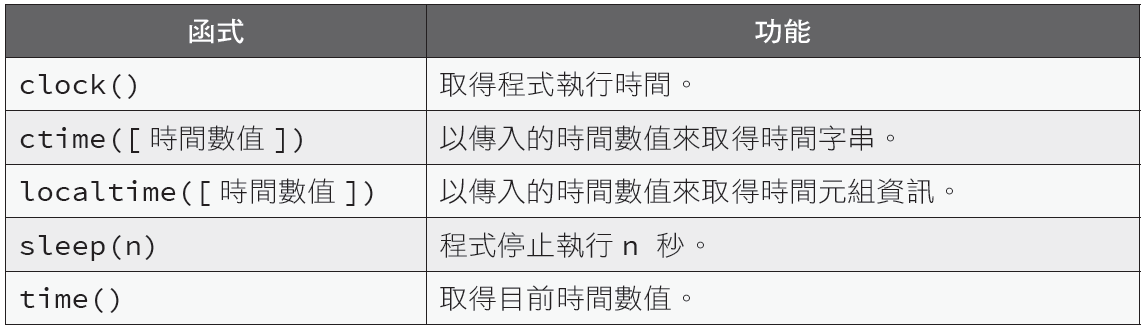 函式 功能
clock() 取得程式執行時間。
ctime([ 時間數值 ]) 以傳入的時間數值來取得時間字串。
localtime([ 時間數值 ]) 以傳入的時間數值來取得時間元組資訊。
sleep(n) 程式停止執行 n 秒。
time() 取得目前時間數值。